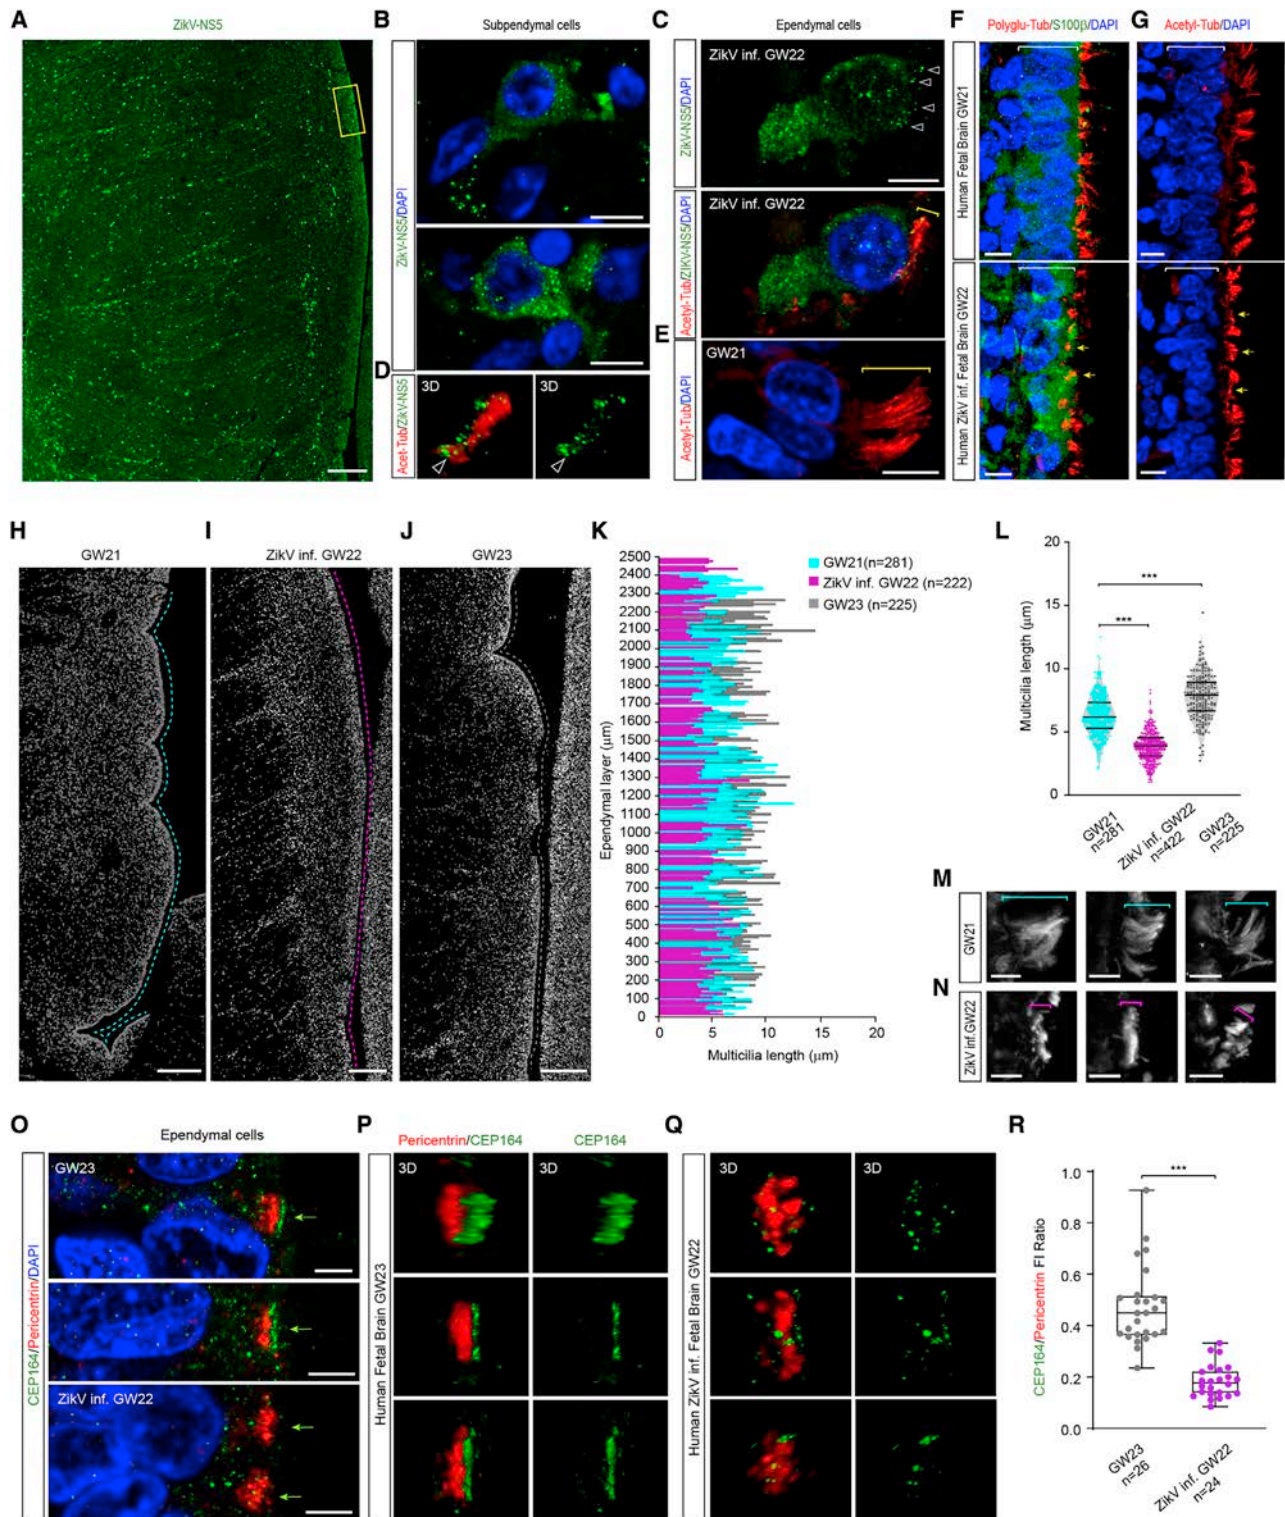 A
ZikV-NS5
B
Subpendymal cells
ZikV-NS5/DAPI
C
Ependymal cells
ZikV inf. GW22
ZikV-NS5/DAPI
ZikV inf. GW22
Acetyl-Tub/ZIKV-NS5/DAPI
D
3D
3D
Acet-Tub/ZikV-NS5
E
GW21
Acetyl-Tub/DAPI
F
Polyglu-Tub/S100β/DAPI
G
Acetyl-Tub/DAPI
Human Fetal Brain GW21
Human ZikV inf. Fetal Brain GW22
H
GW21
I
ZikV inf. GW22
J
GW23
K
2500
2400
2300
2200
2100
2000
1900
1800
1700
1600
1500
1400
1300
1200
1100
1000
900
800
700
600
500
400
300
200
100
0
Ependymal layer (μm)
0
5
10
15
20
Multicilia length (μm)
GW21(n=281)
ZikV inf. GW22 (n=222)
GW23 (n=225)
L
20
15
10
5
0
Multicilia length (μm)
***
***
GW21
n=281
ZikV inf. GW22
n=422
GW23
n=225
M
GW21
N
ZikV inf.GW22
O
Ependymal cells
GW23
ZikV inf. GW22
CEP164/Pericentrin/DAPI
P
Pericentrin/CEP164
CEP164
3D
3D
Human Fetal Brain GW23
Q
3D
3D
Human ZikV inf. Fetal Brain GW22
R
1.0
0.8
0.6
0.4
0.2
0.0
CEP164/Pericentrin FI Ratio
***
GW23
n=26
ZikV inf. GW22
n=24